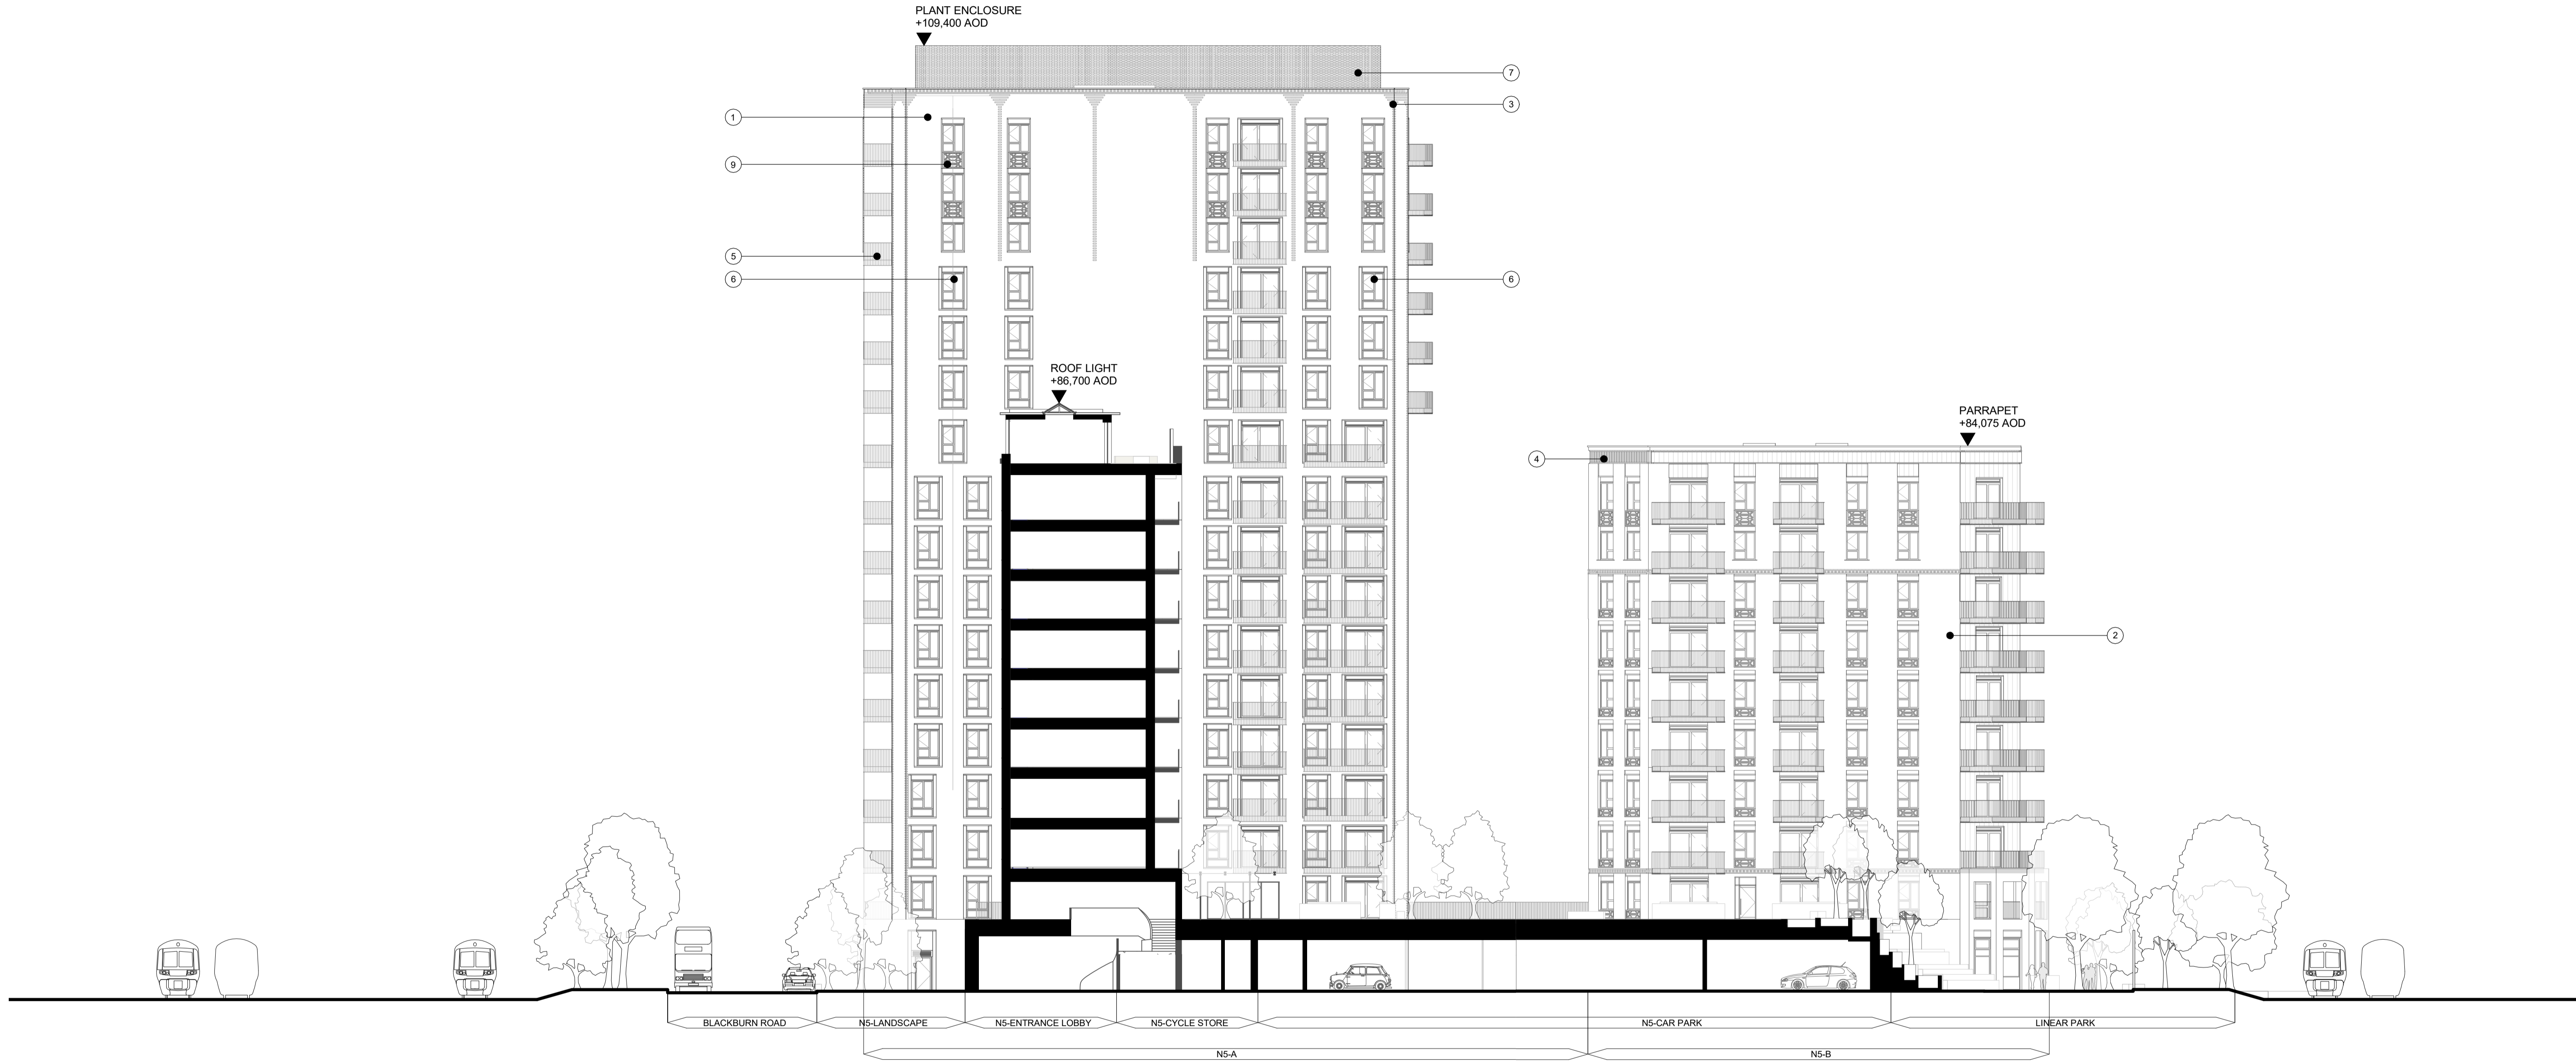 PLANT ENCLOSURE
+109,400 AOD
7
3
1
9
5
6
6
ROOF LIGHT
+86,700 AOD
PARRAPET
+84,075 AOD
4
2
BLACKBURN ROAD
N5-LANDSCAPE
N5-ENTRANCE LOBBY
N5-CYCLE STORE
N5-CAR PARK
LINEAR PARK
N5-A
N5-B